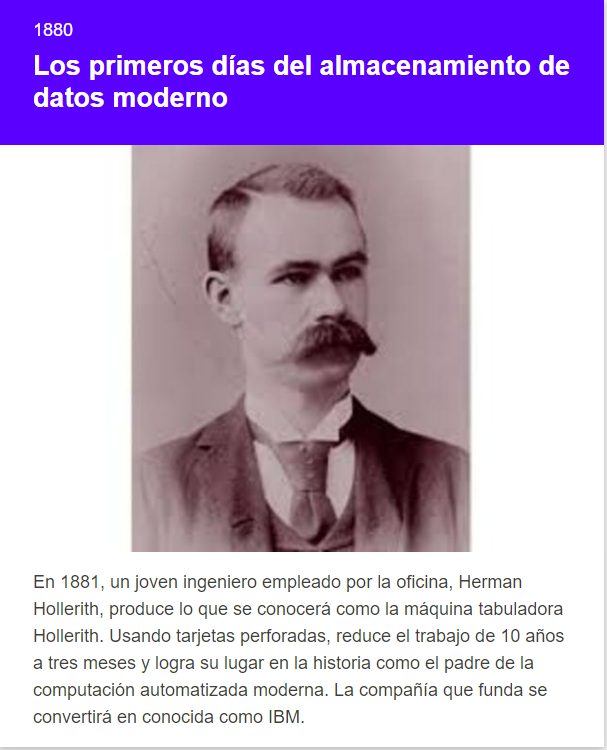 1880
Los primeros días del almacenamiento de
datos moderno
En 1881, un joven ingeniero empleado por la oficina, Herman
Hollerith, produce lo que se conocerá como la máquina tabuladora
Hollerith. Usando tarjetas perforadas, reduce el trabajo de 10 años
a tres meses y logra su lugar en la historia como el padre de la
computación automatizada moderna. La compañía que funda se
convertirá en conocida como IBM.